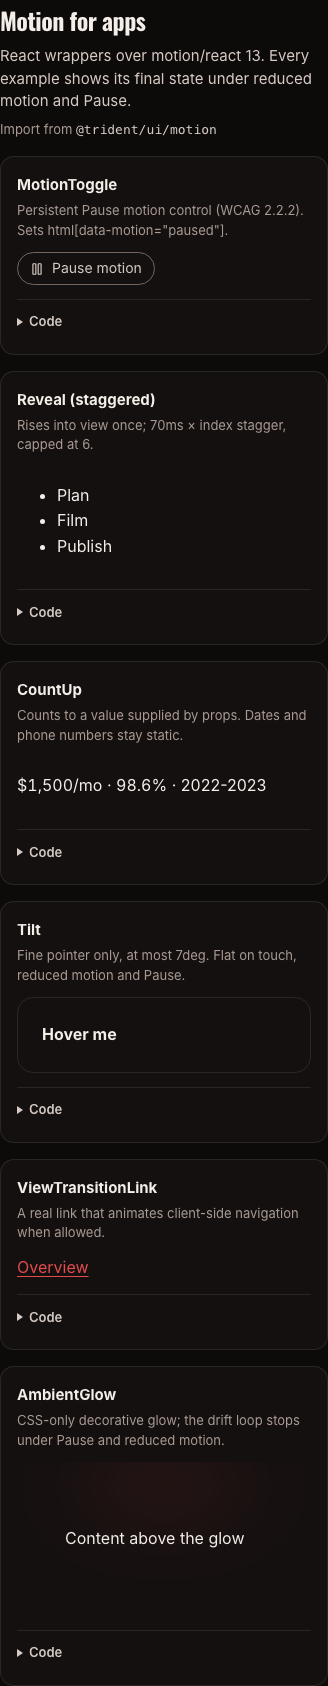 Motion for apps
React wrappers over motion/react 13. Every
example shows its final state under reduced
motion and Pause.
Import from @trident/ui/motion
MotionToggle
Persistent Pause motion control (WCAG 2.2.2).
Sets html[data-motion="paused"].
Pause motion
Code
Reveal (staggered)
Rises into view once; 70ms × index stagger,
capped at 6.
• Plan
• Film
• Publish
Code
CountUp
Counts to a value supplied by props. Dates and
phone numbers stay static.
$1,500/mo · 98.6% · 2022-2023
Code
Tilt
Fine pointer only, at most 7deg. Flat on touch,
reduced motion and Pause.
Hover me
Code
ViewTransitionLink
A real link that animates client-side navigation
when allowed.
Overview
Code
AmbientGlow
CSS-only decorative glow; the drift loop stops
under Pause and reduced motion.
Content above the glow
Code